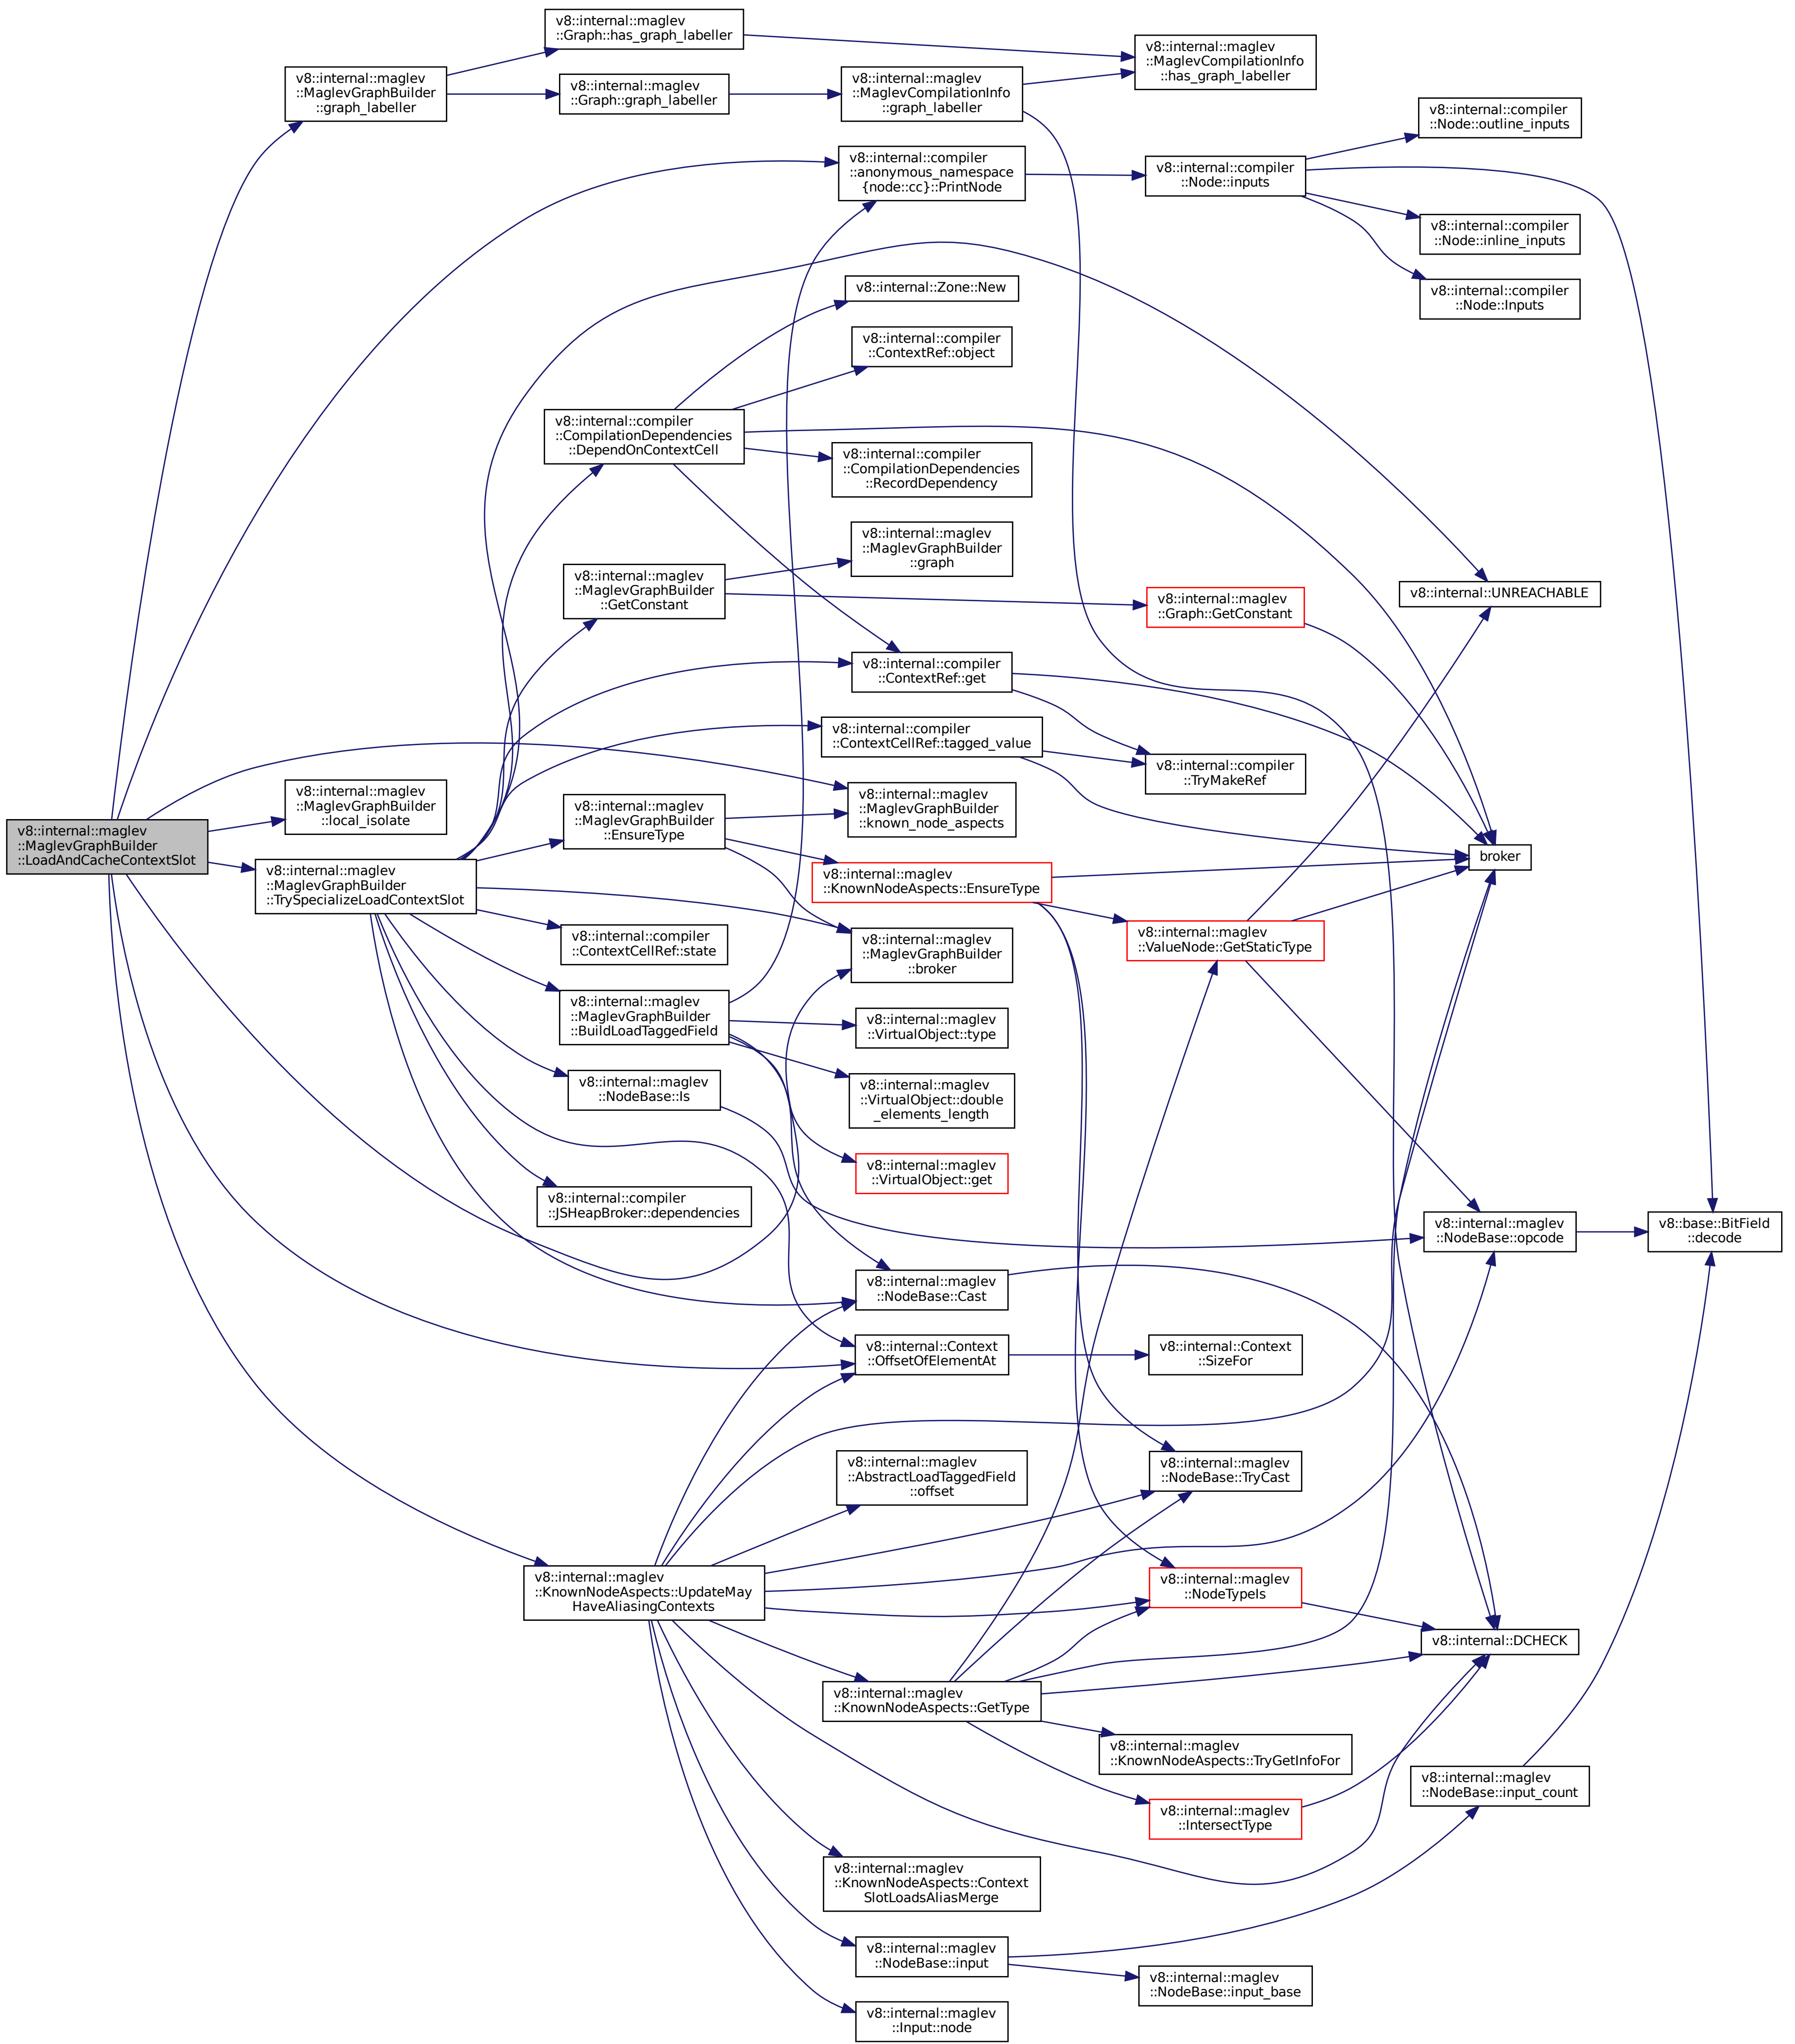 v8::internal::maglev
::MaglevGraphBuilder
::LoadAndCacheContextSlot
v8::internal::maglev
::MaglevGraphBuilder
::graph_labeller
v8::internal::maglev
::Graph::has_graph_labeller
v8::internal::maglev
::MaglevCompilationInfo
::has_graph_labeller
v8::internal::maglev
::Graph::graph_labeller
v8::internal::maglev
::MaglevCompilationInfo
::graph_labeller
v8::internal::compiler
::anonymous_namespace
{node::cc}::PrintNode
v8::internal::compiler
::Node::inputs
v8::internal::compiler
::Node::outline_inputs
v8::internal::compiler
::Node::inline_inputs
v8::internal::compiler
::Node::Inputs
v8::internal::Zone::New
v8::internal::compiler
::ContextRef::object
v8::internal::compiler
::CompilationDependencies
::DependOnContextCell
v8::internal::compiler
::CompilationDependencies
::RecordDependency
v8::internal::maglev
::MaglevGraphBuilder
::graph
v8::internal::maglev
::MaglevGraphBuilder
::GetConstant
v8::internal::maglev
::Graph::GetConstant
v8::internal::UNREACHABLE
v8::internal::compiler
::ContextRef::get
v8::internal::compiler
::ContextCellRef::tagged_value
v8::internal::compiler
::TryMakeRef
v8::internal::maglev
::MaglevGraphBuilder
::local_isolate
v8::internal::maglev
::MaglevGraphBuilder
::EnsureType
v8::internal::maglev
::MaglevGraphBuilder
::known_node_aspects
broker
v8::internal::maglev
::MaglevGraphBuilder
::TrySpecializeLoadContextSlot
v8::internal::maglev
::KnownNodeAspects::EnsureType
v8::internal::maglev
::ValueNode::GetStaticType
v8::internal::compiler
::ContextCellRef::state
v8::internal::maglev
::MaglevGraphBuilder
::broker
v8::internal::maglev
::MaglevGraphBuilder
::BuildLoadTaggedField
v8::internal::maglev
::VirtualObject::type
v8::internal::maglev
::NodeBase::Is
v8::internal::maglev
::VirtualObject::double
_elements_length
v8::internal::maglev
::VirtualObject::get
v8::internal::compiler
::JSHeapBroker::dependencies
v8::internal::maglev
::NodeBase::opcode
v8::base::BitField
::decode
v8::internal::maglev
::NodeBase::Cast
v8::internal::Context
::OffsetOfElementAt
v8::internal::Context
::SizeFor
v8::internal::maglev
::AbstractLoadTaggedField
::offset
v8::internal::maglev
::NodeBase::TryCast
v8::internal::maglev
::KnownNodeAspects::UpdateMay
HaveAliasingContexts
v8::internal::maglev
::NodeTypeIs
v8::internal::DCHECK
v8::internal::maglev
::KnownNodeAspects::GetType
v8::internal::maglev
::KnownNodeAspects::TryGetInfoFor
v8::internal::maglev
::IntersectType
v8::internal::maglev
::NodeBase::input_count
v8::internal::maglev
::KnownNodeAspects::Context
SlotLoadsAliasMerge
v8::internal::maglev
::NodeBase::input
v8::internal::maglev
::NodeBase::input_base
v8::internal::maglev
::Input::node